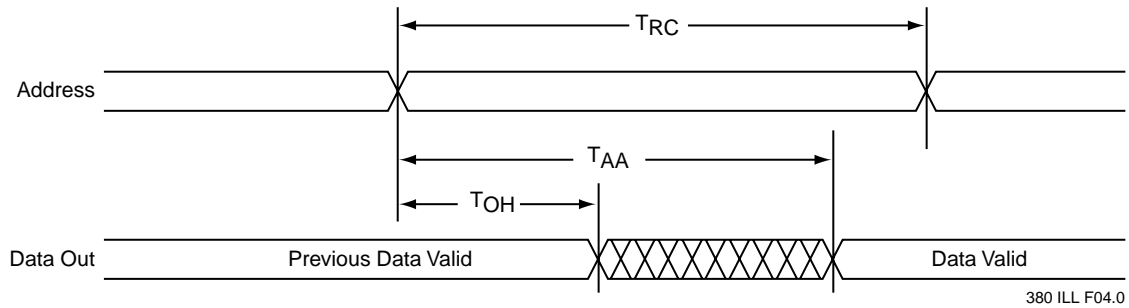 TRC
Address
TAA
TOH
Data Out
Previous Data Valid
Data Valid
380 ILL F04.0